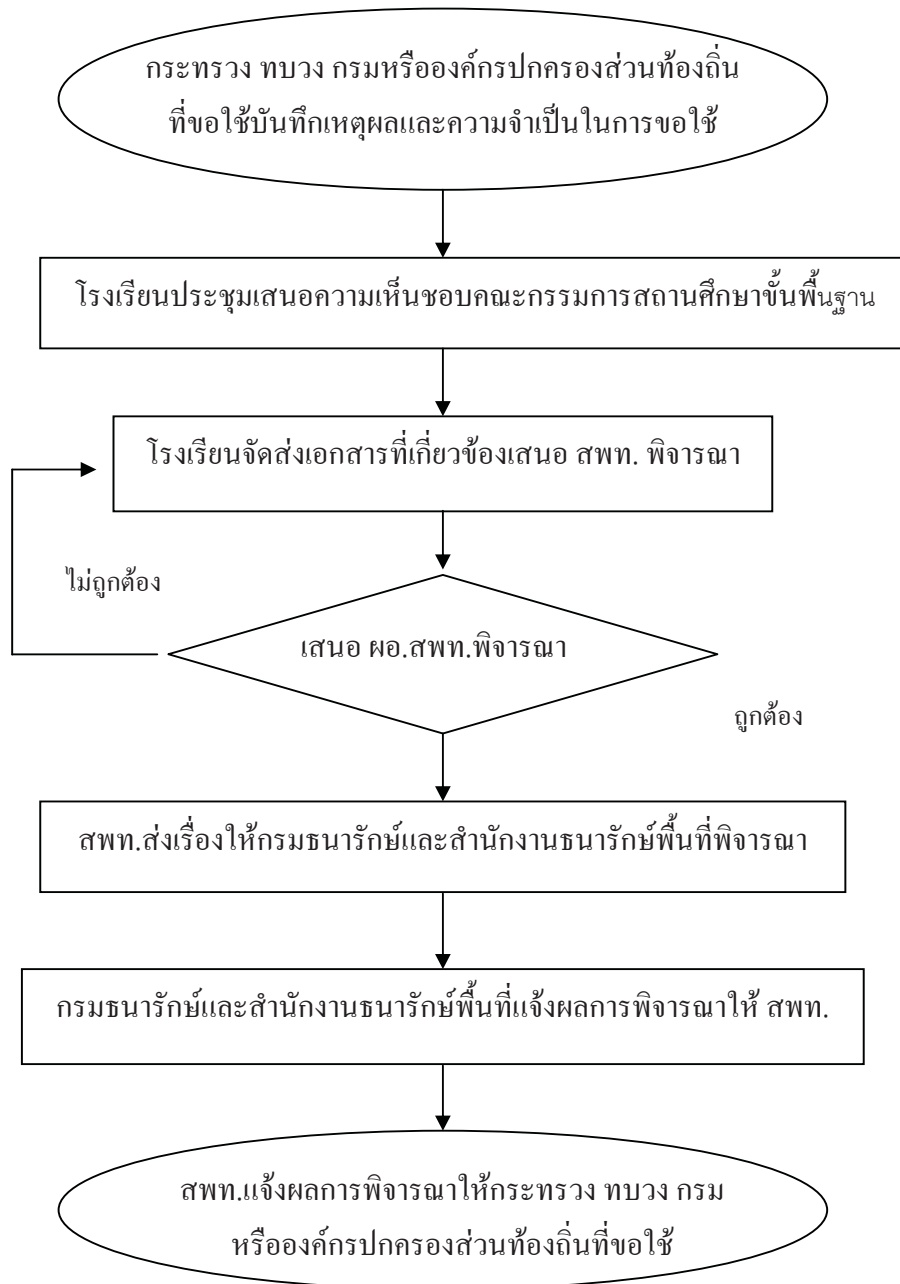 กระทรวง ทบวง กรมหรือองค์กรปกครองส่วนท้องถิ่น
ที่ขอใช้บันทึกเหตุผลและความจำเป็นในการขอใช้
โรงเรียนประชุมเสนอความเห็นชอบคณะกรรมการสถานศึกษาขั้นพื้นฐาน
โรงเรียนจัดส่งเอกสารที่เกี่ยวข้องเสนอ สพท. พิจารณา
ไม่ถูกต้อง
เสนอ ผอ.สพท.พิจารณา
ถูกต้อง
สพท.ส่งเรื่องให้กรมธนารักษ์และสำนักงานธนารักษ์พื้นที่พิจารณา
กรมธนารักษ์และสำนักงานธนารักษ์พื้นที่แจ้งผลการพิจารณาให้ สพท.
สพท.แจ้งผลการพิจารณาให้กระทรวง ทบวง กรม
หรือองค์กรปกครองส่วนท้องถิ่นที่ขอใช้